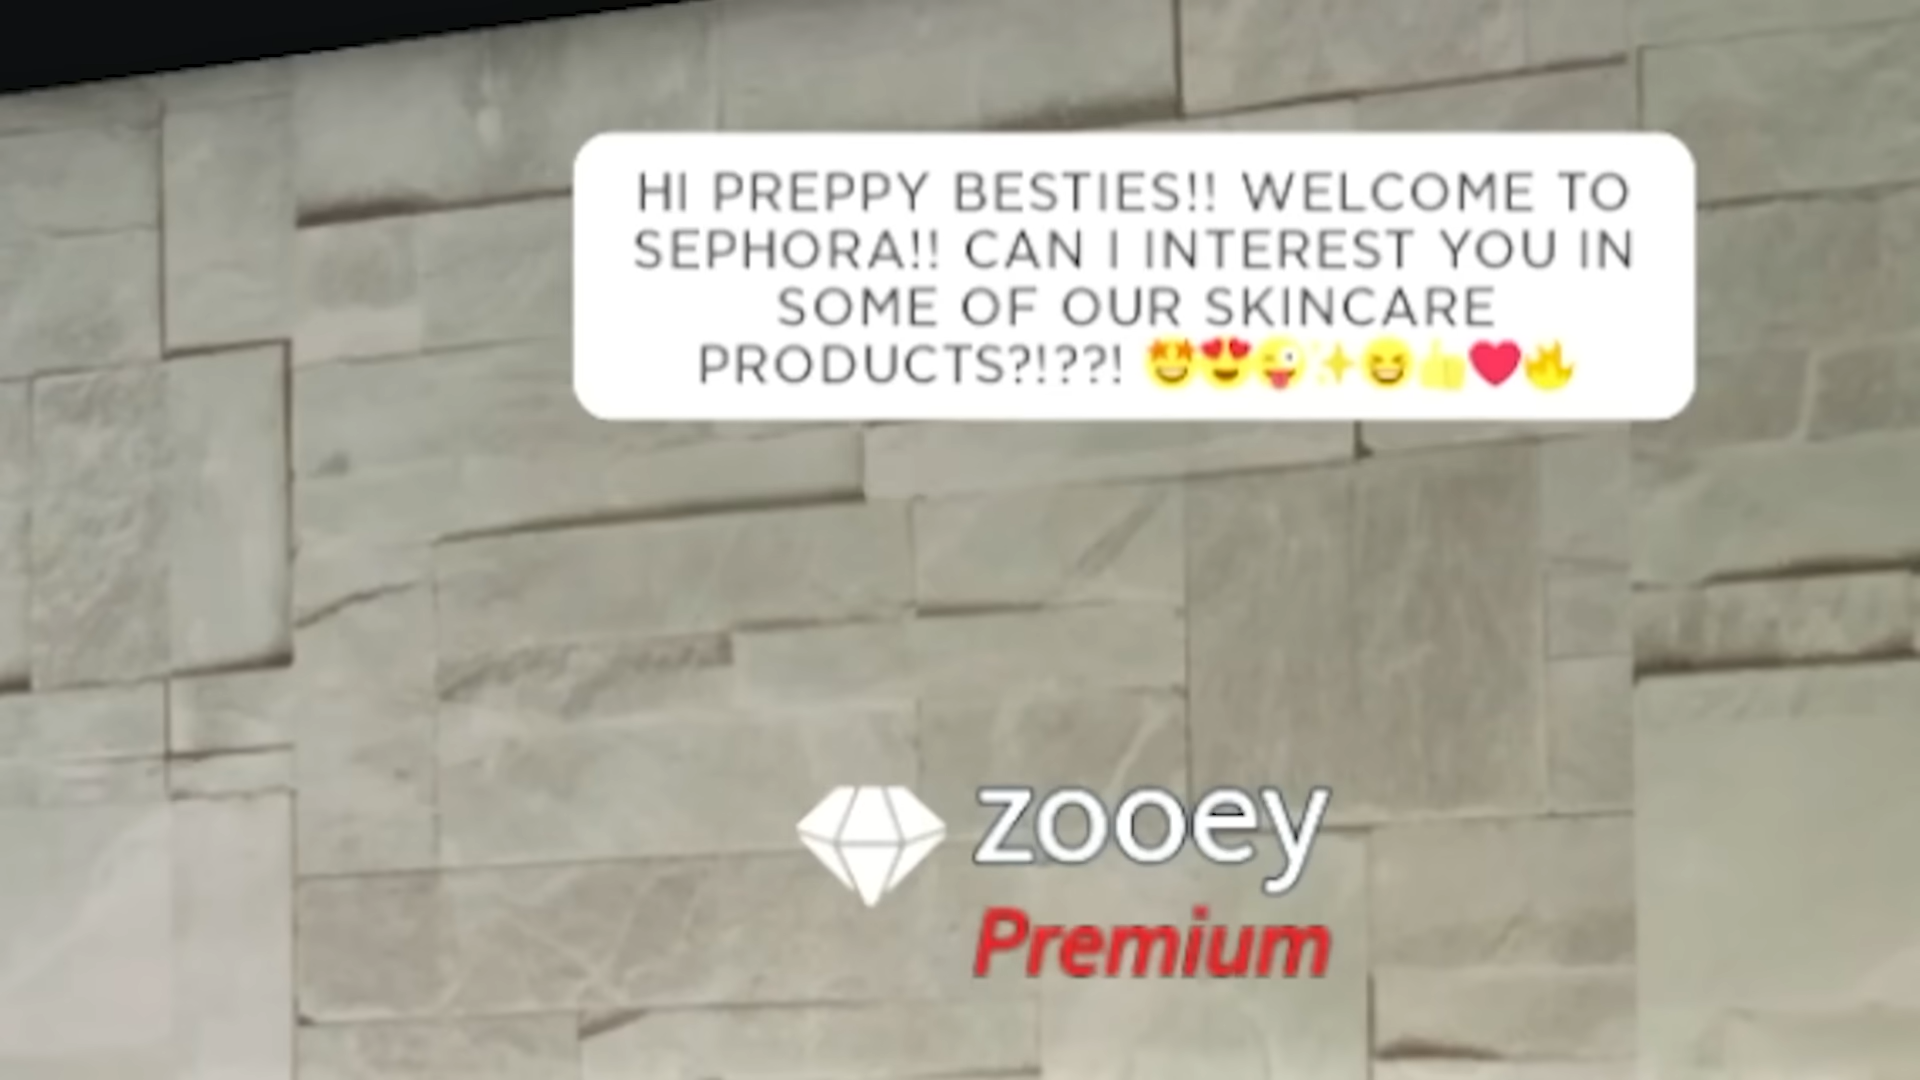 HI PREPPY BESTIES!! WELCOME TO
SEPHORA!! CAN I INTEREST YOU IN
SOME OF OUR SKINCARE
PRODUCTS?!??! 🤩😍😜✨😆👍❤️🔥
zooey
Premium